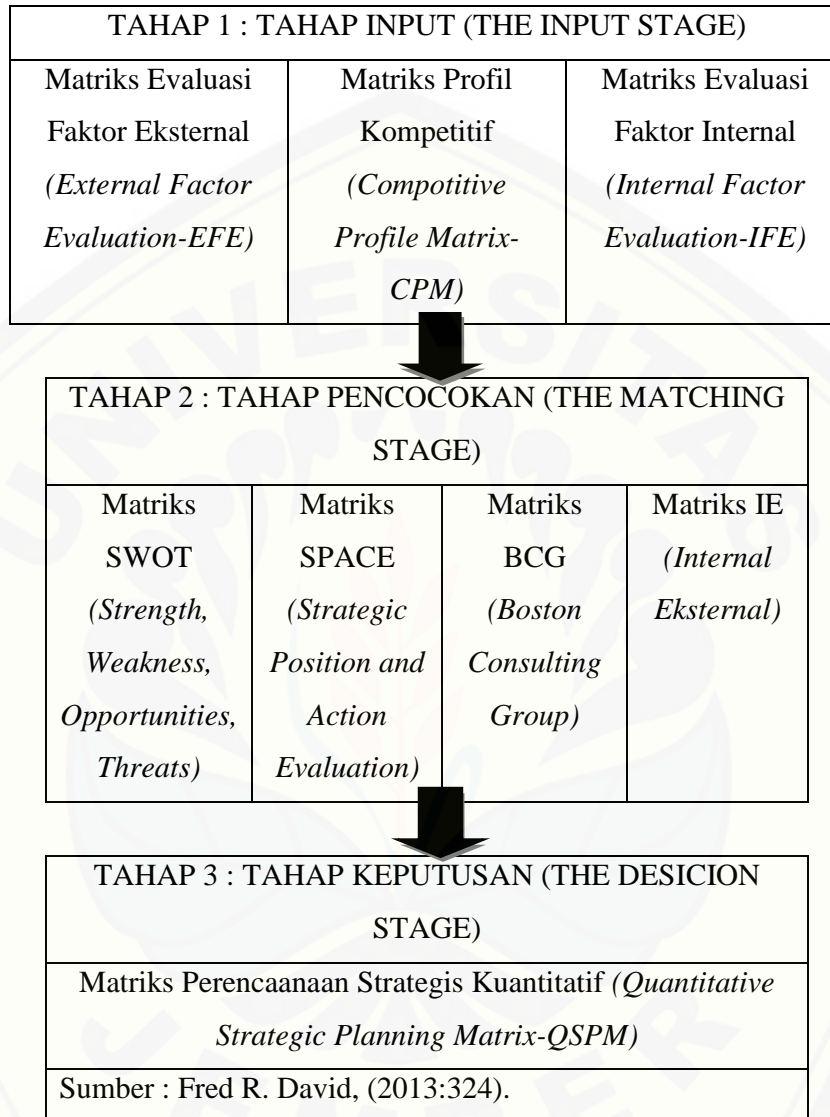 TAHAP 1 : TAHAP INPUT (THE INPUT STAGE)
Matriks Evaluasi
Faktor Eksternal
(External Factor
Evaluation-EFE)
Matriks Profil
Kompetitif
(Compotitive
Profile Matrix-
CPM)
Matriks Evaluasi
Faktor Internal
(Internal Factor
Evaluation-IFE)
TAHAP 2 : TAHAP PENCOCOKAN (THE MATCHING
STAGE)
Matriks
SWOT
(Strength,
Weakness,
Opportunities,
Threats)
Matriks
SPACE
(Strategic
Position and
Action
Evaluation)
Matriks
BCG
(Boston
Consulting
Group)
Matriks IE
(Internal
Eksternal)
TAHAP 3 : TAHAP KEPUTUSAN (THE DESICION
STAGE)
Matriks Perencaanaan Strategis Kuantitatif (Quantitative
Strategic Planning Matrix-QSPM)
Sumber : Fred R. David, (2013:324).
UNIVERSITAS